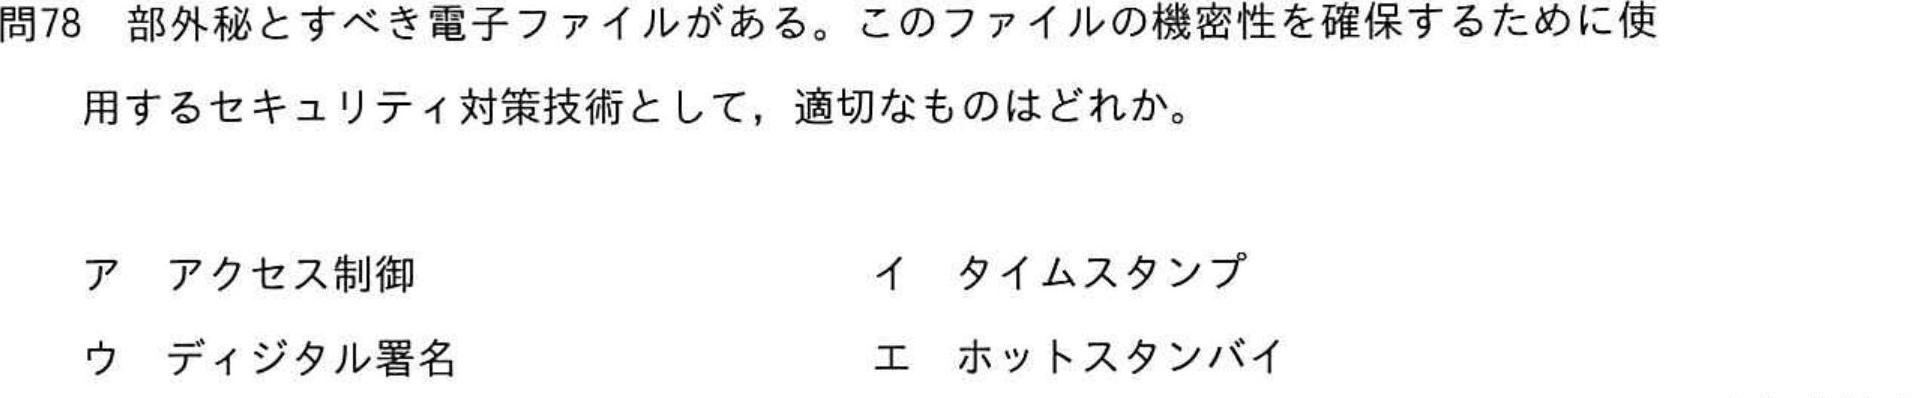 問78　部外秘とすべき電子ファイルがある。このファイルの機密性を確保するために使
用するセキュリティ対策技術として，適切なものはどれか。
ア　アクセス制御　イ　タイムスタンプ
ウ　ディジタル署名　エ　ホットスタンバイ